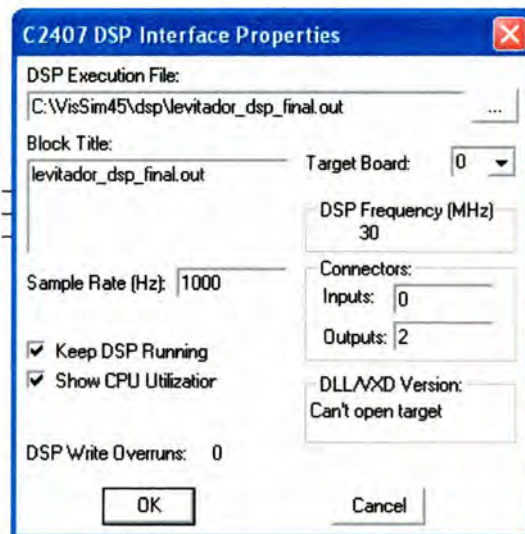 C2407 DSP Interface Properties
DSP Execution File:
C:\VisSim45\dsp\levitador_dsp_final.out
...
Block Title:
levitador_dsp_final.out
Target Board: 0
DSP Frequency (MHz)
30
Sample Rate (Hz): 1000
Connectors:
Inputs: 0
Outputs: 2
Keep DSP Running
Show CPU Utilization
DLL/VXD Version:
Can't open target
DSP Write Overruns: 0
OK
Cancel